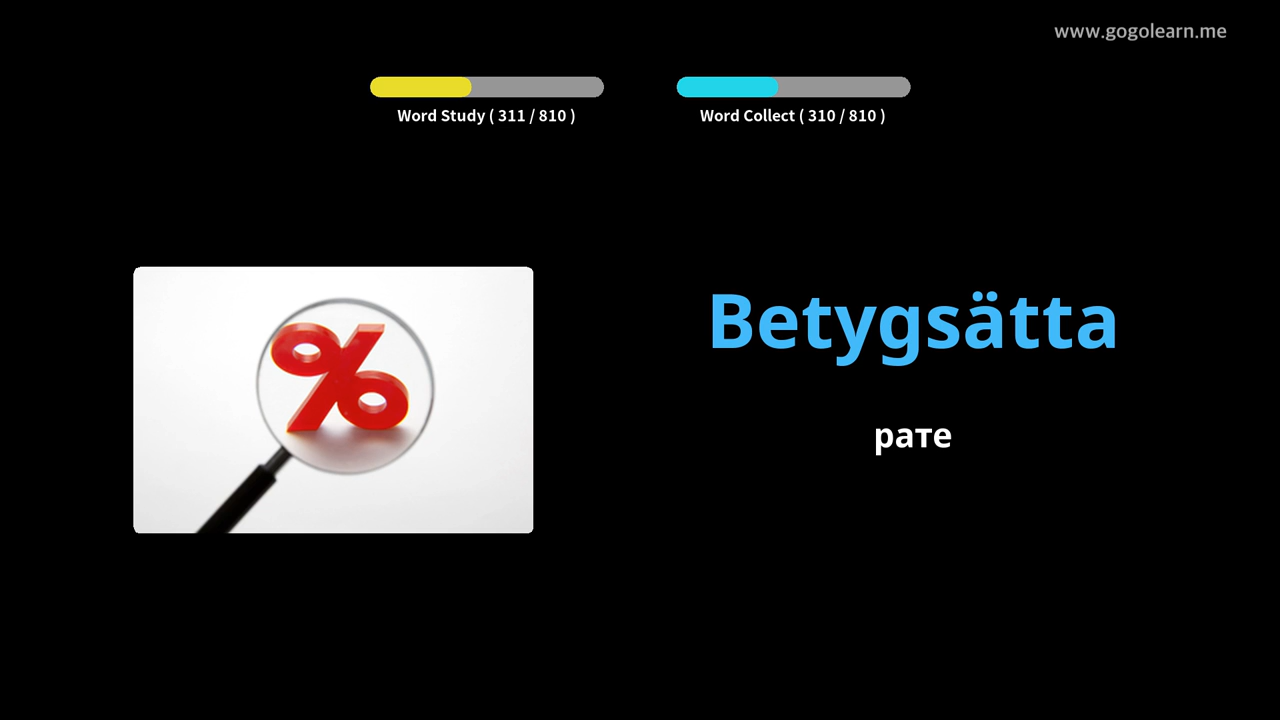 www.gogolearn.me
Word Study ( 311 / 810 )
Word Collect ( 310 / 810 )
%
Betygsätta
рате